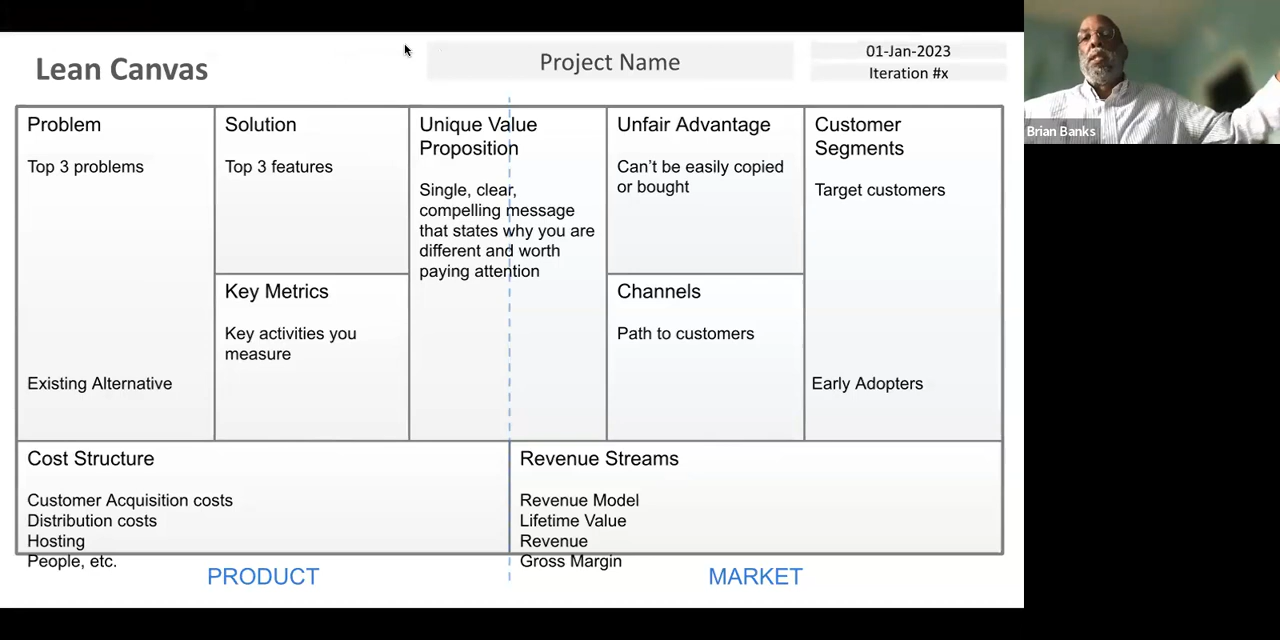 Lean Canvas
Project Name
01-Jan-2023
Iteration #x
Brian Banks
Problem
Top 3 problems
Existing Alternative
Solution
Top 3 features
Key Metrics
Key activities you
measure
Unique Value
Proposition
Single, clear,
compelling message
that states why you are
different and worth
paying attention
Unfair Advantage
Can’t be easily copied
or bought
Channels
Path to customers
Customer
Segments
Target customers
Early Adopters
Cost Structure
Customer Acquisition costs
Distribution costs
Hosting
People, etc.
Revenue Streams
Revenue Model
Lifetime Value
Revenue
Gross Margin
PRODUCT
MARKET